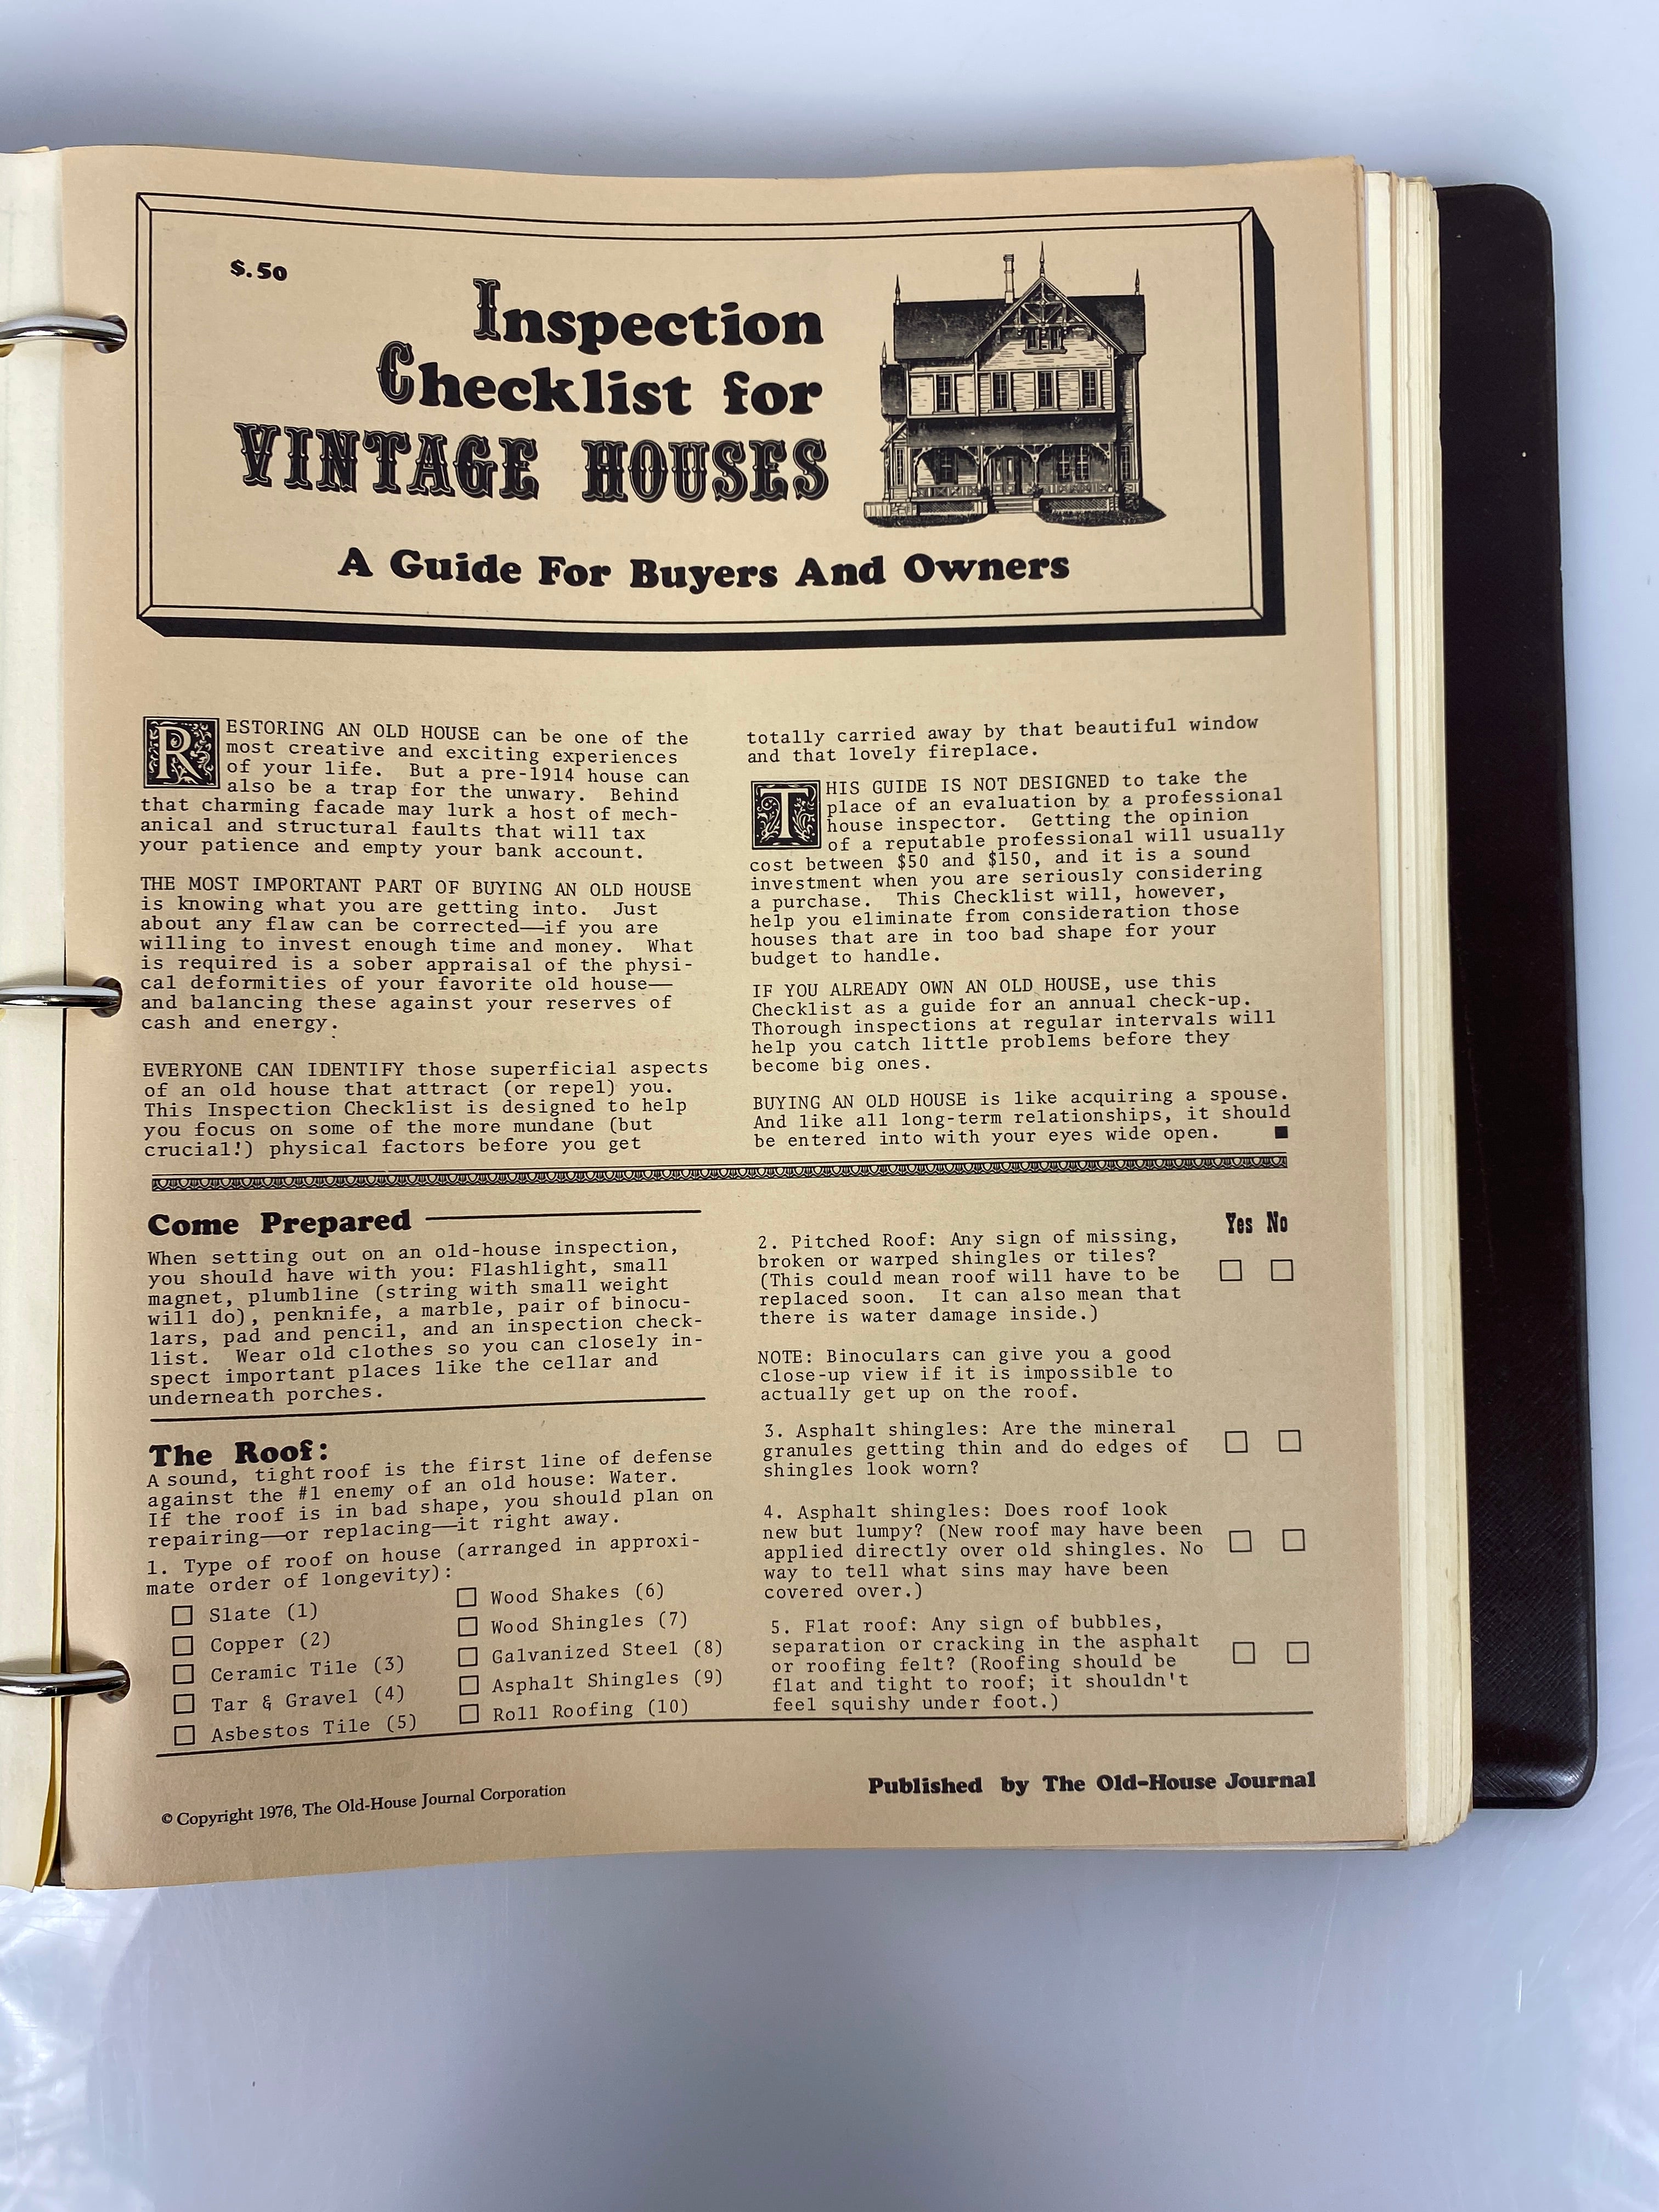 $.50
Inspection
Checklist for
VINTAGE HOUSES
A Guide For Buyers And Owners
RESTORING AN OLD HOUSE can be one of the
most creative and exciting experiences
of your life. But a pre-1914 house can
also be a trap for the unwary. Behind
that charming facade may lurk a host of mech-
anical and structural faults that will tax
your patience and empty your bank account.
THE MOST IMPORTANT PART OF BUYING AN OLD HOUSE
is knowing what you are getting into. Just
about any flaw can be corrected—if you are
willing to invest enough time and money. What
is required is a sober appraisal of the physi-
cal deformities of your favorite old house—
and balancing these against your reserves of
cash and energy.
EVERYONE CAN IDENTIFY those superficial aspects
of an old house that attract (or repel) you.
This Inspection Checklist is designed to help
you focus on some of the more mundane (but
crucial!) physical factors before you get
totally carried away by that beautiful window
and that lovely fireplace.
THIS GUIDE IS NOT DESIGNED to take the
place of an evaluation by a professional
house inspector. Getting the opinion
of a reputable professional will usually
cost between $50 and $150, and it is a sound
investment when you are seriously considering
a purchase. This Checklist will, however,
help you eliminate from consideration those
houses that are in too bad shape for your
budget to handle.
IF YOU ALREADY OWN AN OLD HOUSE, use this
Checklist as a guide for an annual check-up.
Thorough inspections at regular intervals will
help you catch little problems before they
become big ones.
BUYING AN OLD HOUSE is like acquiring a spouse.
And like all long-term relationships, it should
be entered into with your eyes wide open.
Come Prepared
When setting out on an old-house inspection,
you should have with you: Flashlight, small
magnet, plumbline (string with small weight
will do), penknife, a marble, pair of binocu-
lars, pad and pencil, and an inspection check-
list. Wear old clothes so you can closely in-
spect important places like the cellar and
underneath porches.
The Roof:
A sound, tight roof is the first line of defense
against the #1 enemy of an old house: Water.
If the roof is in bad shape, you should plan on
repairing—or replacing—it right away.
1. Type of roof on house (arranged in approxi-
mate order of longevity):
Slate (1)
Copper (2)
Ceramic Tile (3)
Tar & Gravel (4)
Asbestos Tile (5)
Wood Shakes (6)
Wood Shingles (7)
Galvanized Steel (8)
Asphalt Shingles (9)
Roll Roofing (10)
Yes No
2. Pitched Roof: Any sign of missing,
broken or warped shingles or tiles?
(This could mean roof will have to be
replaced soon. It can also mean that
there is water damage inside.)
NOTE: Binoculars can give you a good
close-up view if it is impossible to
actually get up on the roof.
3. Asphalt shingles: Are the mineral
granules getting thin and do edges of
shingles look worn?
4. Asphalt shingles: Does roof look
new but lumpy? (New roof may have been
applied directly over old shingles. No
way to tell what sins may have been
covered over.)
5. Flat roof: Any sign of bubbles,
separation or cracking in the asphalt
or roofing felt? (Roofing should be
flat and tight to roof; it shouldn't
feel squishy under foot.)
© Copyright 1976, The Old-House Journal Corporation
Published by The Old-House Journal